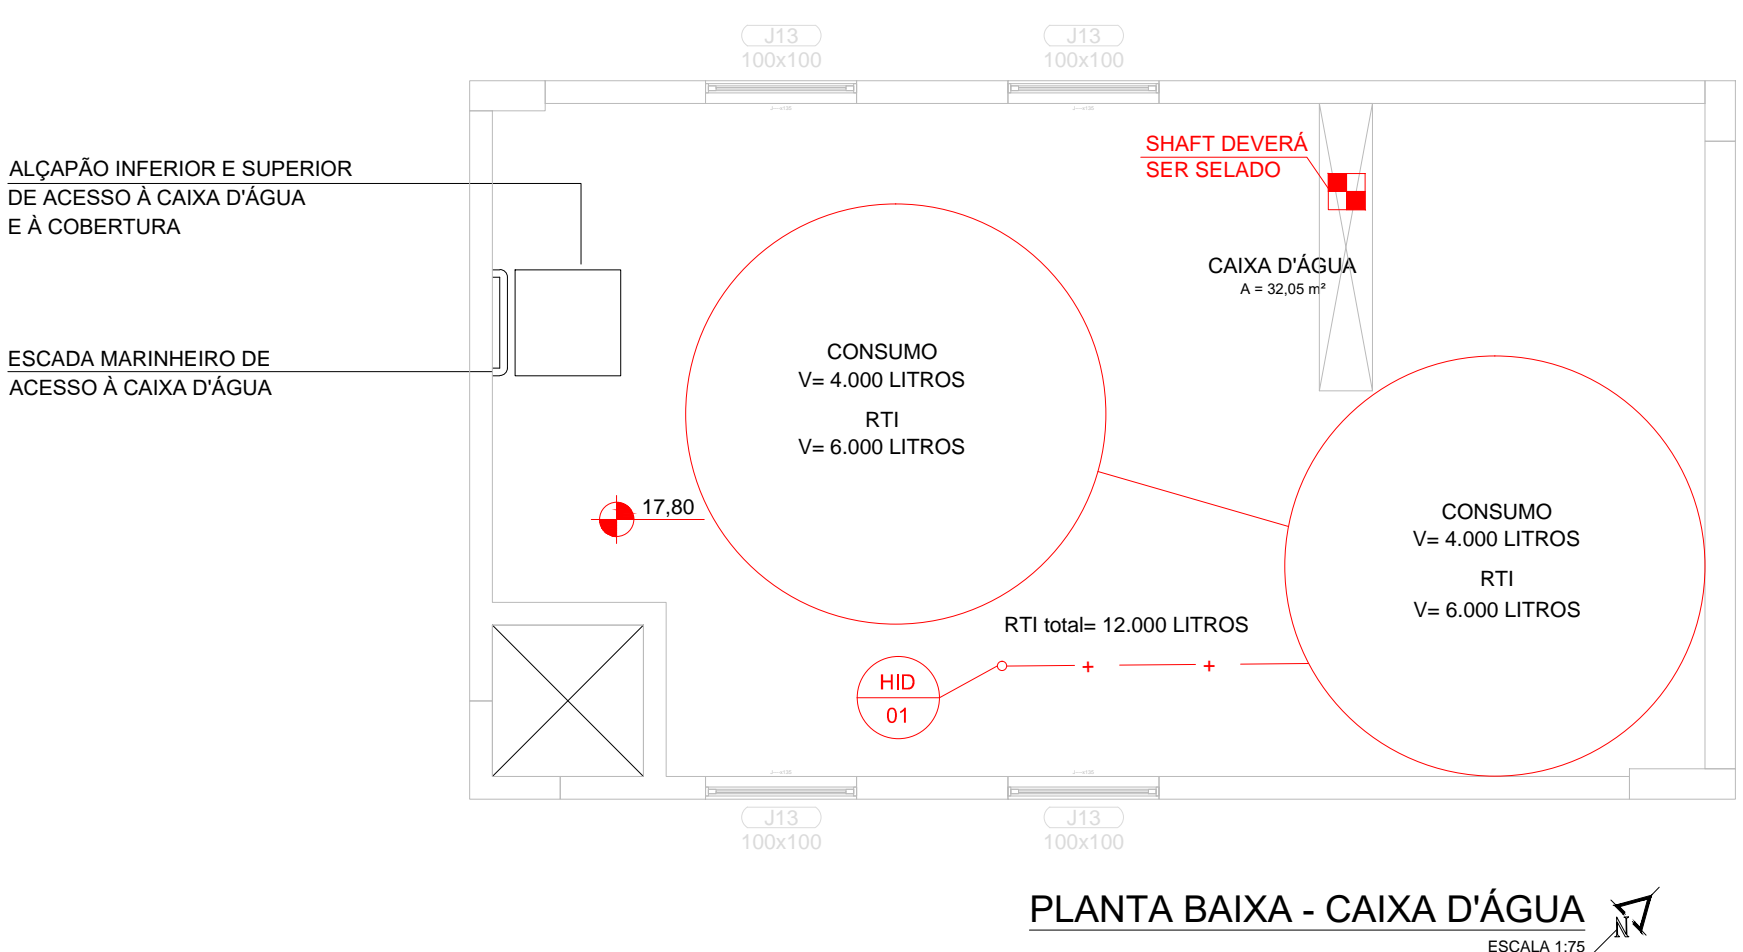 J13
100x100
J13
100x100
ALÇAPÃO INFERIOR E SUPERIOR
DE ACESSO À CAIXA D'ÁGUA
E À COBERTURA
SHAFT DEVERÁ
SER SELADO
CAIXA D'ÁGUA
A = 32,05 m²
ESCADA MARINHEIRO DE
ACESSO À CAIXA D'ÁGUA
CONSUMO
V= 4.000 LITROS
RTI
V= 6.000 LITROS
17,80
CONSUMO
V= 4.000 LITROS
RTI
V= 6.000 LITROS
RTI total= 12.000 LITROS
HID
01
J13
100x100
J13
100x100
PLANTA BAIXA - CAIXA D'ÁGUA
N
ESCALA 1:75